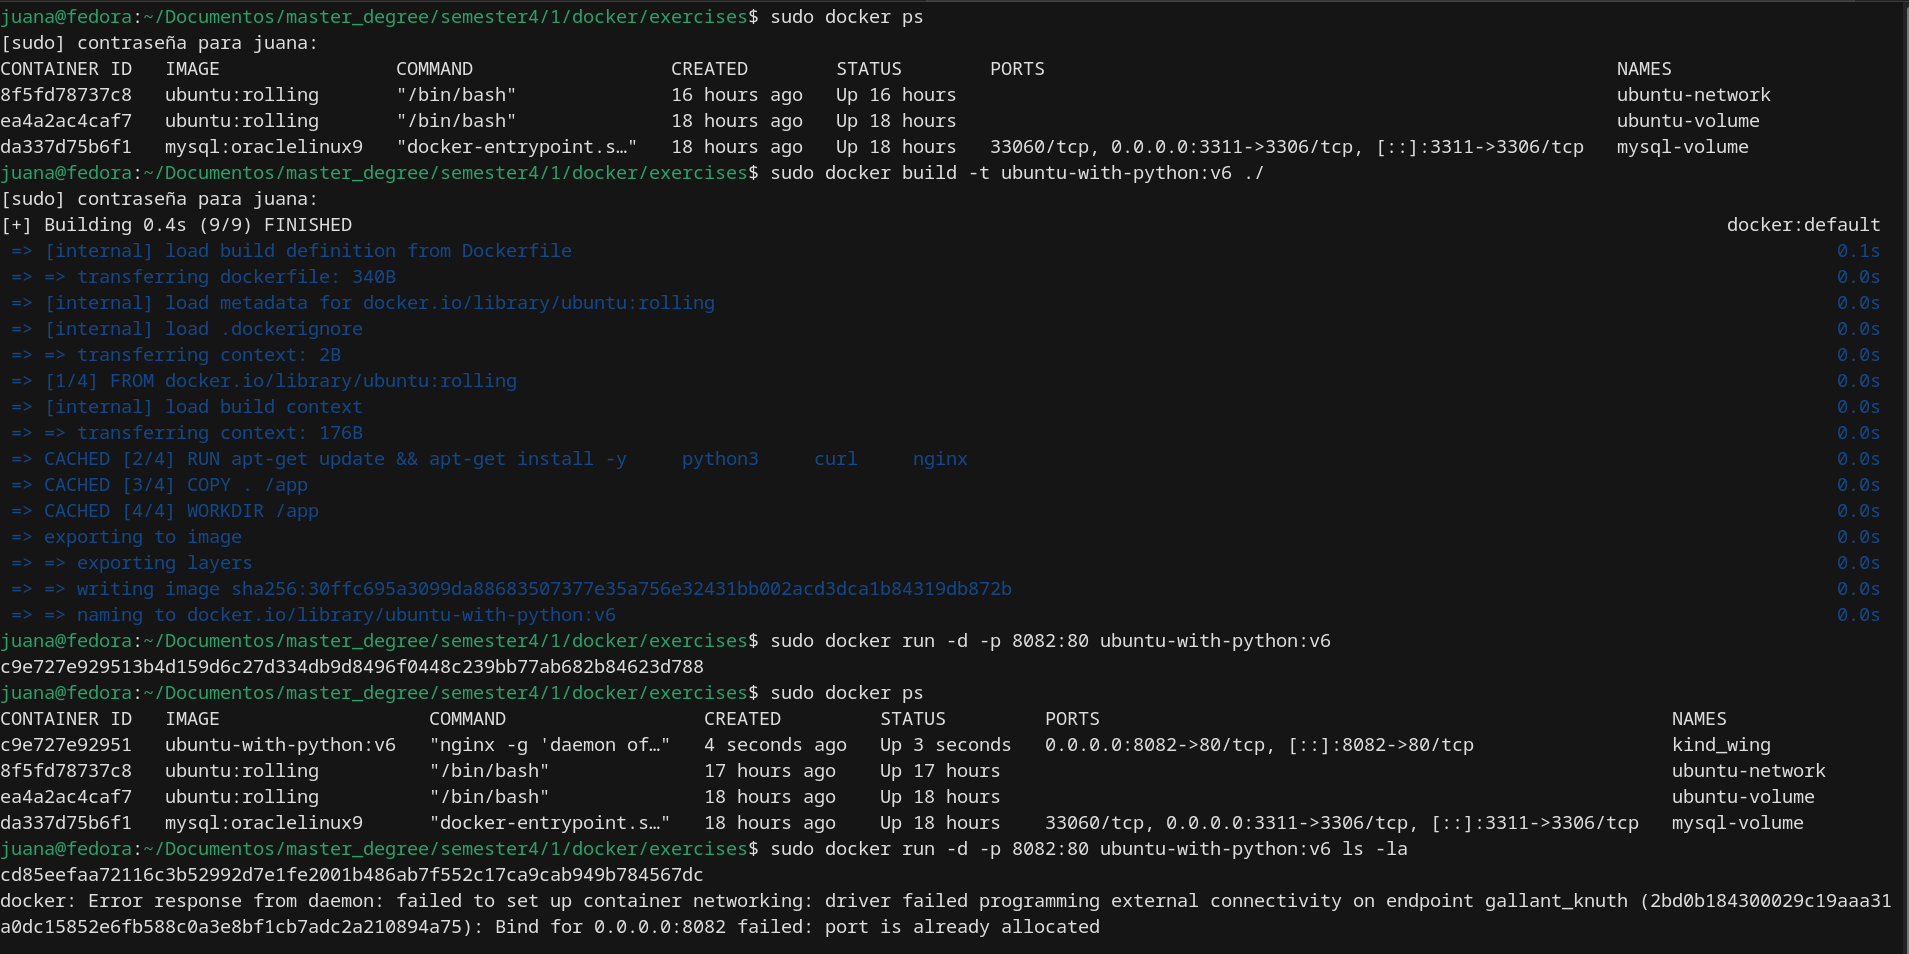 juana@fedora:~/Documentos/master_degree/semester4/1/docker/exercises$ sudo docker ps
[sudo] contraseña para juana:
CONTAINER ID   IMAGE               COMMAND                  CREATED        STATUS        PORTS                                                    NAMES
8f5fd78737c8   ubuntu:rolling      "/bin/bash"              16 hours ago   Up 16 hours                                                            ubuntu-network
ea4a2ac4caf7   ubuntu:rolling      "/bin/bash"              18 hours ago   Up 18 hours                                                            ubuntu-volume
da337d75b6f1   mysql:oraclelinux9   "docker-entrypoint.s…"   18 hours ago   Up 18 hours   33060/tcp, 0.0.0.0:3311->3306/tcp, [::]:3311->3306/tcp   mysql-volume
juana@fedora:~/Documentos/master_degree/semester4/1/docker/exercises$ sudo docker build -t ubuntu-with-python:v6 ./
[sudo] contraseña para juana:
[+] Building 0.4s (9/9) FINISHED                                                                 docker:default
 => [internal] load build definition from Dockerfile                                                       0.1s
 => => transferring dockerfile: 340B                                                                       0.0s
 => [internal] load metadata for docker.io/library/ubuntu:rolling                                          0.0s
 => [internal] load .dockerignore                                                                          0.0s
 => => transferring context: 2B                                                                            0.0s
 => [1/4] FROM docker.io/library/ubuntu:rolling                                                            0.0s
 => [internal] load build context                                                                          0.0s
 => => transferring context: 176B                                                                          0.0s
 => CACHED [2/4] RUN apt-get update && apt-get install -y     python3     curl     nginx                   0.0s
 => CACHED [3/4] COPY . /app                                                                               0.0s
 => CACHED [4/4] WORKDIR /app                                                                              0.0s
 => exporting to image                                                                                     0.0s
 => => exporting layers                                                                                    0.0s
 => => writing image sha256:30ffc695a3099da88683507377e35a756e32431bb002acd3dca1b84319db872b               0.0s
 => => naming to docker.io/library/ubuntu-with-python:v6                                                   0.0s
juana@fedora:~/Documentos/master_degree/semester4/1/docker/exercises$ sudo docker run -d -p 8082:80 ubuntu-with-python:v6
c9e727e929513b4d159d6c27d334db9d8496f0448c239bb77ab682b84623d788
juana@fedora:~/Documentos/master_degree/semester4/1/docker/exercises$ sudo docker ps
CONTAINER ID   IMAGE                   COMMAND                  CREATED         STATUS         PORTS                                                    NAMES
c9e727e92951   ubuntu-with-python:v6   "nginx -g 'daemon of…"   4 seconds ago   Up 3 seconds   0.0.0.0:8082->80/tcp, [::]:8082->80/tcp                  kind_wing
8f5fd78737c8   ubuntu:rolling          "/bin/bash"              17 hours ago    Up 17 hours                                                             ubuntu-network
ea4a2ac4caf7   ubuntu:rolling          "/bin/bash"              18 hours ago    Up 18 hours                                                             ubuntu-volume
da337d75b6f1   mysql:oraclelinux9      "docker-entrypoint.s…"   18 hours ago    Up 18 hours    33060/tcp, 0.0.0.0:3311->3306/tcp, [::]:3311->3306/tcp   mysql-volume
juana@fedora:~/Documentos/master_degree/semester4/1/docker/exercises$ sudo docker run -d -p 8082:80 ubuntu-with-python:v6 ls -la
cd85eefaa72116c3b52992d7e1fe2001b486ab7f552c17ca9cab949b784567dc
docker: Error response from daemon: failed to set up container networking: driver failed programming external connectivity on endpoint gallant_knuth (2bd0b184300029c19aaa31
a0dc15852e6fb588c0a3e8bf1cb7adc2a210894a75): Bind for 0.0.0.0:8082 failed: port is already allocated